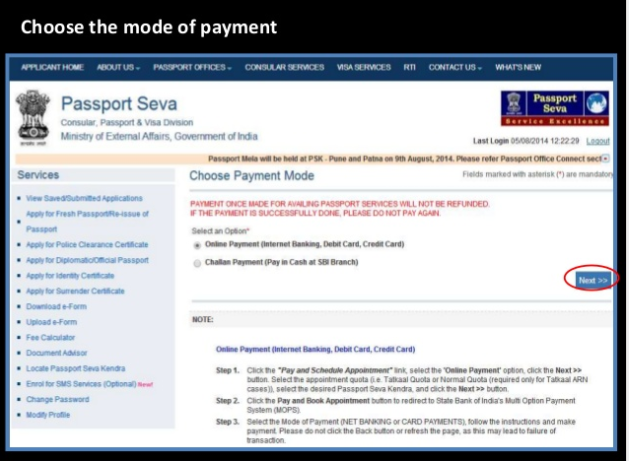 Choose the mode of payment
APPLICANT HOME ABOUT US PASSPORT OFFICES CONSULAR SERVICES VISA SERVICES RTI CONTACT US WHAT'S NEW
Passport Seva
Consular, Passport & Visa Division
Ministry of External Affairs, Government of India
Passport
Seva
Service Excellence
Last Login 05/08/2014 12:22:29 Logout
Passport Mela will be held at PSK - Pune and Patna on 9th August, 2014. Please refer Passport Office Connect sect
Services
Choose Payment Mode
Fields marked with asterisk (*) are mandatory
View Saved/Submitted Applications
Apply for Fresh Passport/Re-issue of
Passport
Apply for Police Clearance Certificate
Apply for Diplomatic/Official Passport
Apply for Identity Certificate
Apply for Surrender Certificate
Download e-Form
Upload e-Form
Fee Calculator
Document Advisor
Locate Passport Seva Kendra
Enrol for SMS Services (Optional) New!
Change Password
Modify Profile
PAYMENT ONCE MADE FOR AVAILING PASSPORT SERVICES WILL NOT BE REFUNDED.
IF THE PAYMENT IS SUCCESSFULLY DONE, PLEASE DO NOT PAY AGAIN.
Select an Option*
Online Payment (Internet Banking, Debit Card, Credit Card)
Challan Payment (Pay in Cash at SBI Branch)
Next >>
NOTE:
Online Payment (Internet Banking, Debit Card, Credit Card)
Step 1. Click the "Pay and Schedule Appointment" link, select the 'Online Payment' option, click the Next >>
button. Select the appointment quota (i.e. Tatkaal Quota or Normal Quota (required only for Tatkaal ARN
cases)), select the desired Passport Seva Kendra, and click the Next >> button.
Step 2. Click the Pay and Book Appointment button to redirect to State Bank of India's Multi Option Payment
System (MOPS).
Step 3. Select the Mode of Payment (NET BANKING or CARD PAYMENTS), follow the instructions and make
payment. Please do not click the Back button or refresh the page, as this may lead to failure of
transaction.